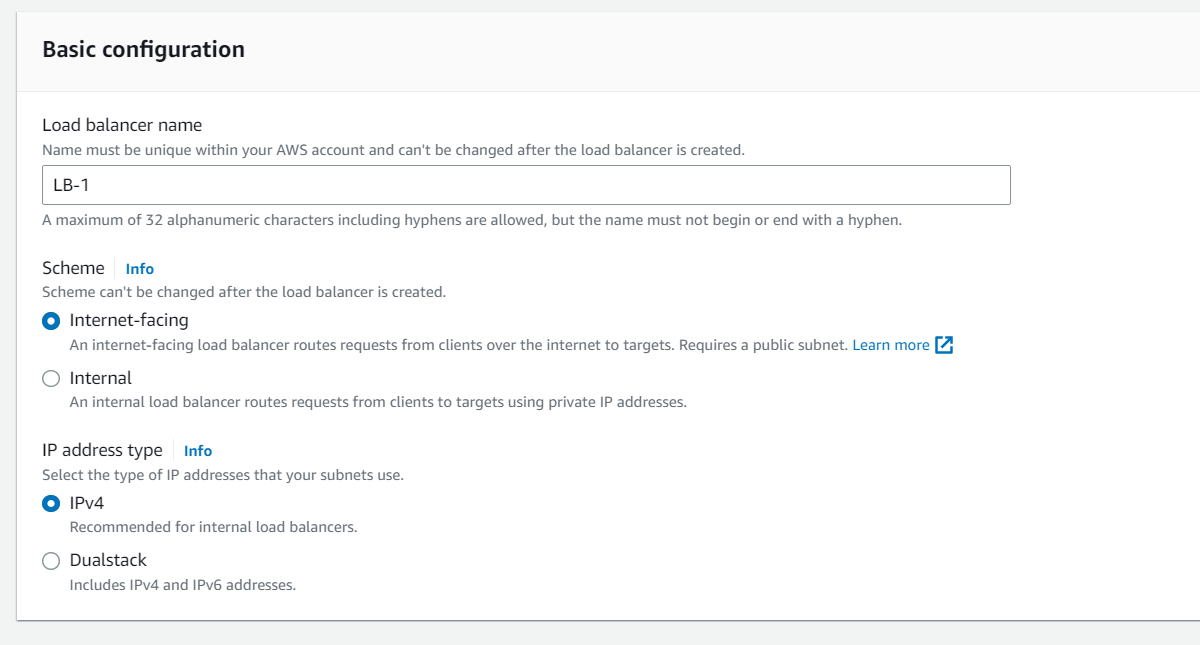 Basic configuration
Load balancer name
Name must be unique within your AWS account and can't be changed after the load balancer is created.
LB-1
A maximum of 32 alphanumeric characters including hyphens are allowed, but the name must not begin or end with a hyphen.
Scheme Info
Scheme can't be changed after the load balancer is created.
Internet-facing
An internet-facing load balancer routes requests from clients over the internet to targets. Requires a public subnet. Learn more
Internal
An internal load balancer routes requests from clients to targets using private IP addresses.
IP address type Info
Select the type of IP addresses that your subnets use.
IPv4
Recommended for internal load balancers.
Dualstack
Includes IPv4 and IPv6 addresses.